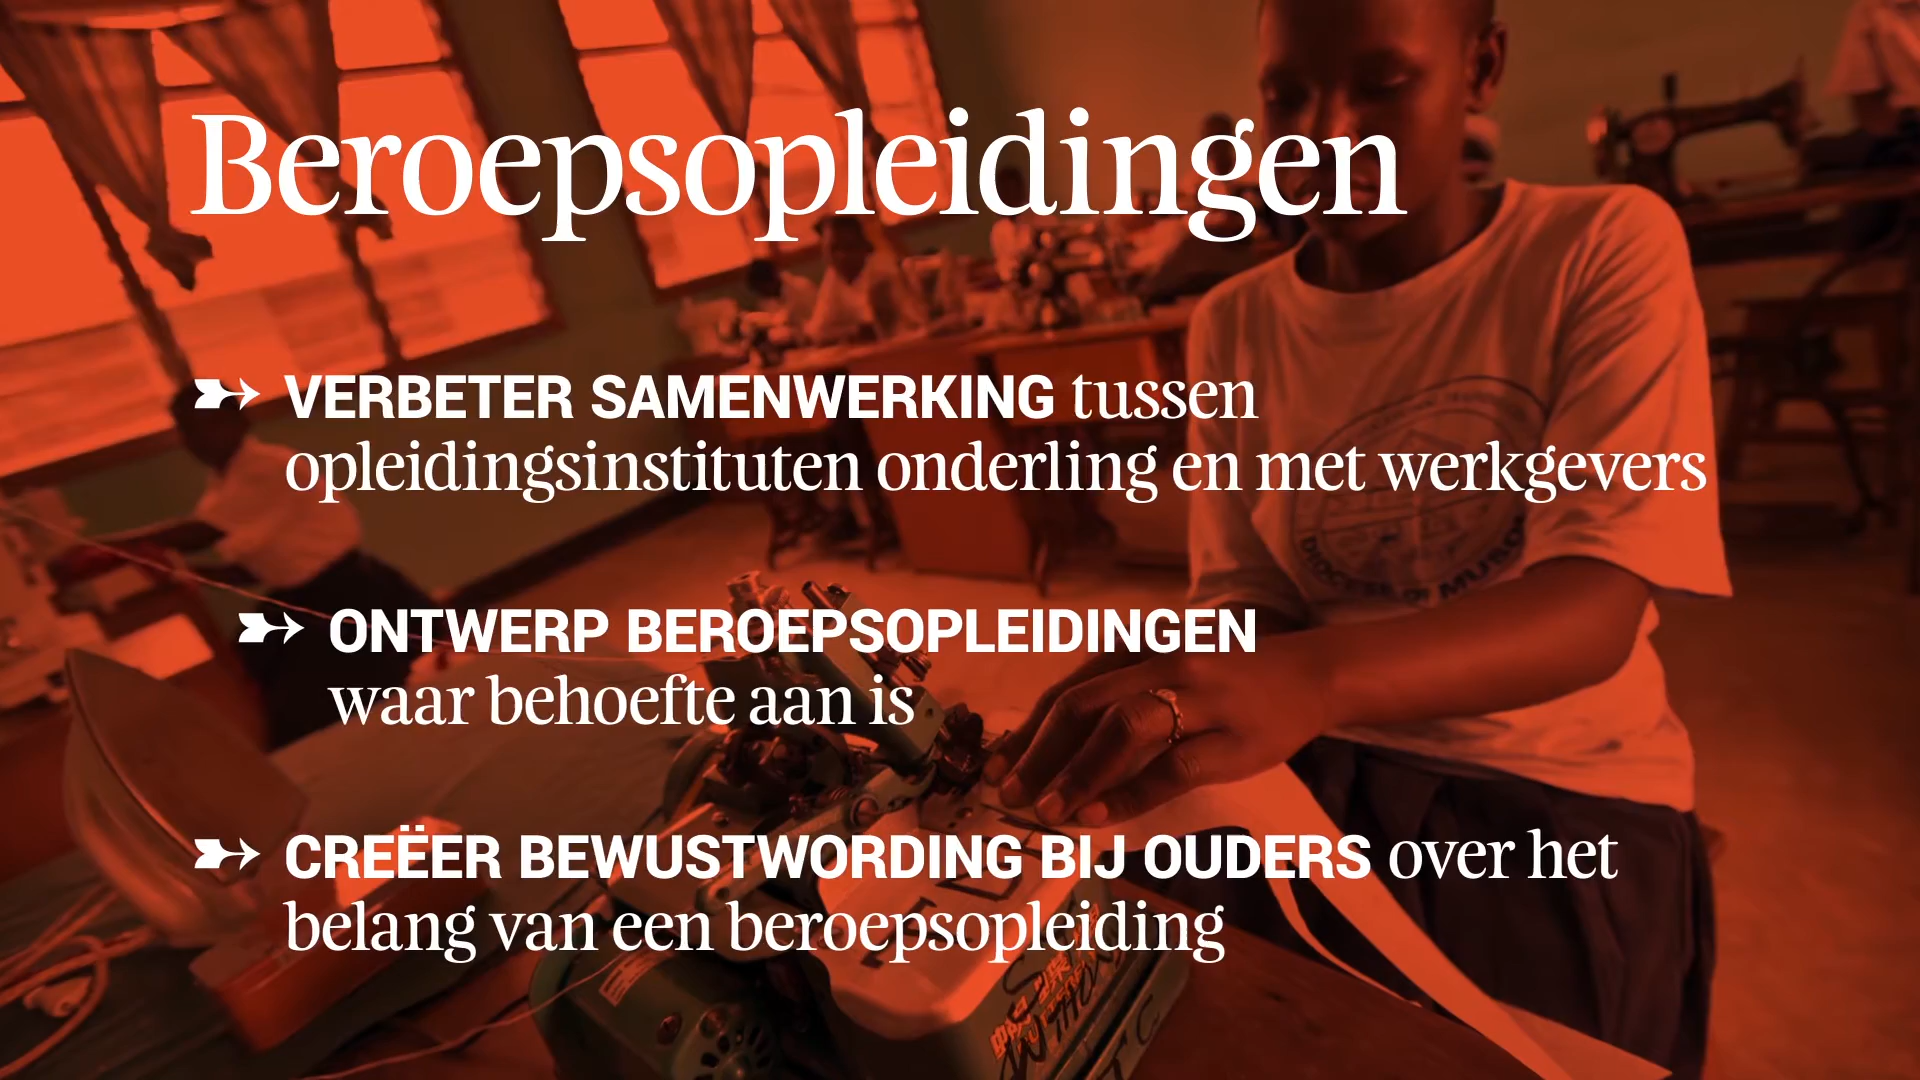 Beroepsopleidingen
VERBETER SAMENWERKING tussen
opleidingsinstituten onderling en met werkgevers
ONTWERP BEROEPSOPLEIDINGEN
waar behoefte aan is
CREËER BEWUSTWORDING BIJ OUDERS over het
belang van een beroepsopleiding